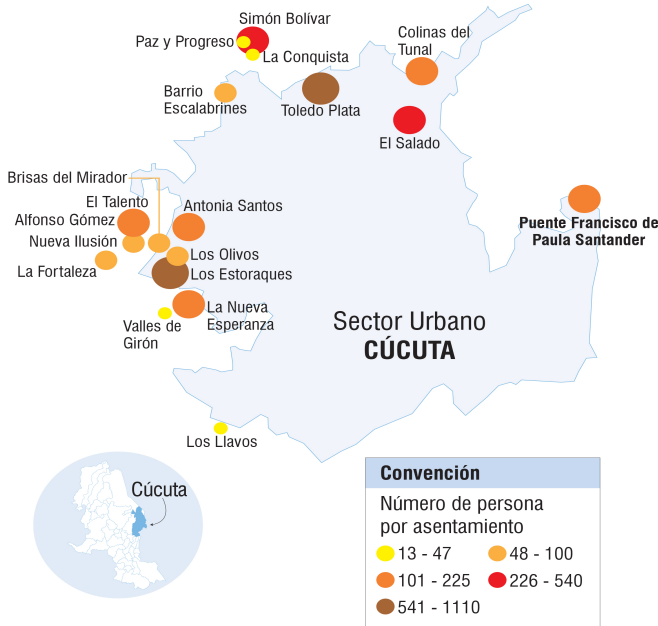 Simón Bolívar
Paz y Progreso
La Conquista
Colinas del
Tunal
Barrio
Escalabrines
Toledo Plata
El Salado
Brisas del Mirador
El Talento
Alfonso Gómez
Antonia Santos
Nueva Ilusión
Los Olivos
La Fortaleza
Los Estoraques
Puente Francisco de
Paula Santander
La Nueva
Esperanza
Valles de
Girón
Sector Urbano
CÚCUTA
Los Llavos
Cúcuta
Convención
Número de persona
por asentamiento
13 - 47
48 - 100
101 - 225
226 - 540
541 - 1110